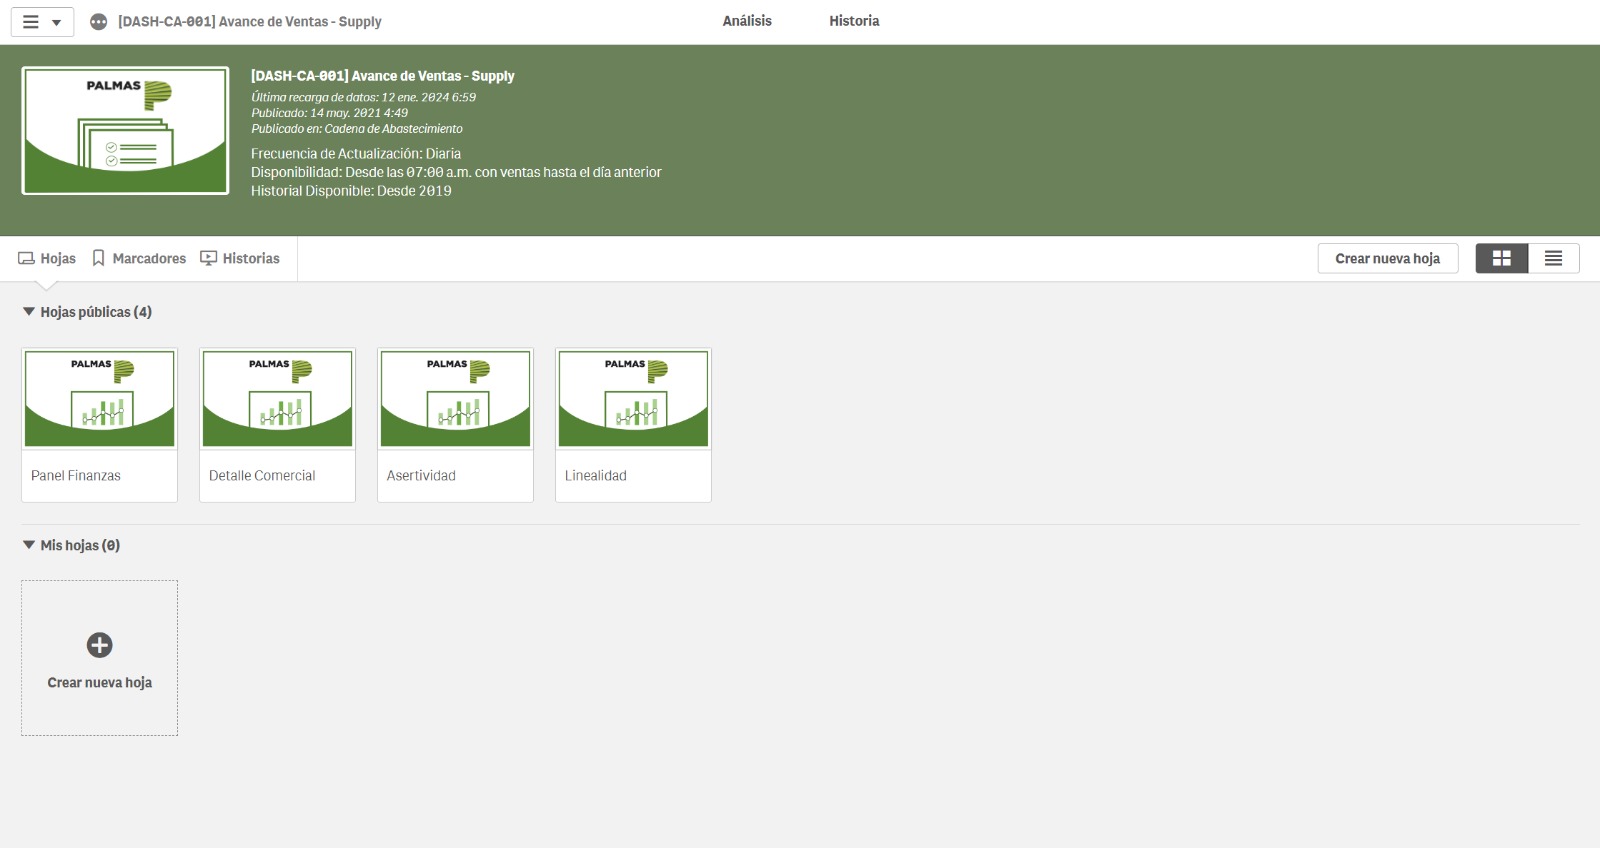 [DASH-CA-001] Avance de Ventas - Supply
Análisis
Historia
PALMAS
[DASH-CA-001] Avance de Ventas - Supply
Última recarga de datos: 12 ene. 2024 6:59
Publicado: 14 may. 2021 4:49
Publicado en: Cadena de Abastecimiento
Frecuencia de Actualización: Diaria
Disponibilidad: Desde las 07:00 a.m. con ventas hasta el día anterior
Historial Disponible: Desde 2019
Hojas
Marcadores
Historias
Crear nueva hoja
Hojas públicas (4)
PALMAS
PALMAS
PALMAS
PALMAS
Panel Finanzas
Detalle Comercial
Asertividad
Linealidad
Mis hojas (0)
Crear nueva hoja